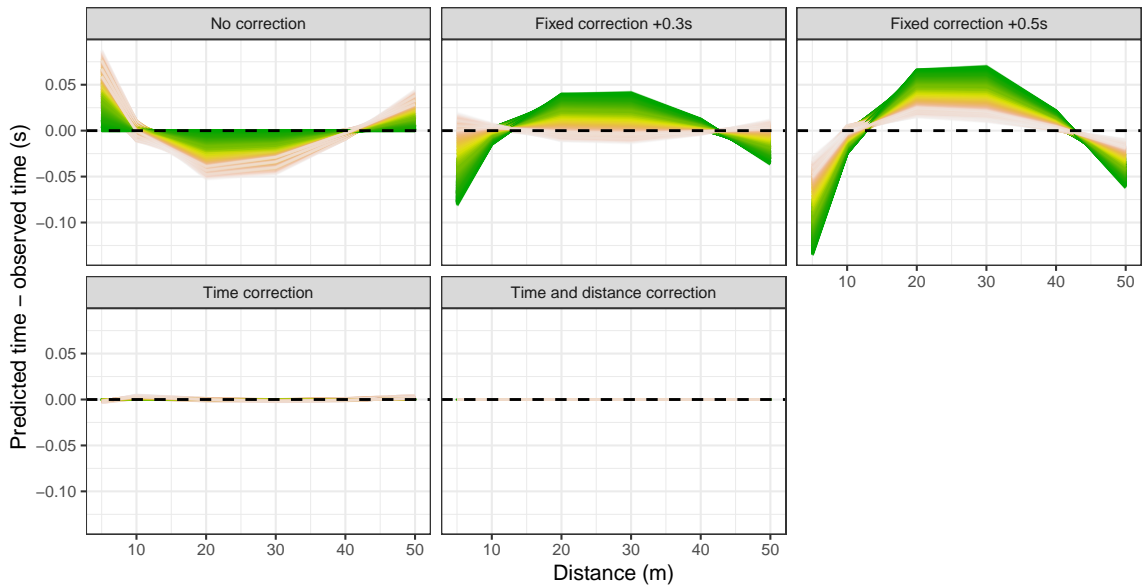 No correction
Fixed correction +0.3s
Fixed correction +0.5s
0.05
0.00
−0.05
−0.10
10 20 30 40 50
Time correction
Time and distance correction
0.05
0.00
−0.05
−0.10
10 20 30 40 50
10 20 30 40 50
Predicted time − observed time (s)
Distance (m)